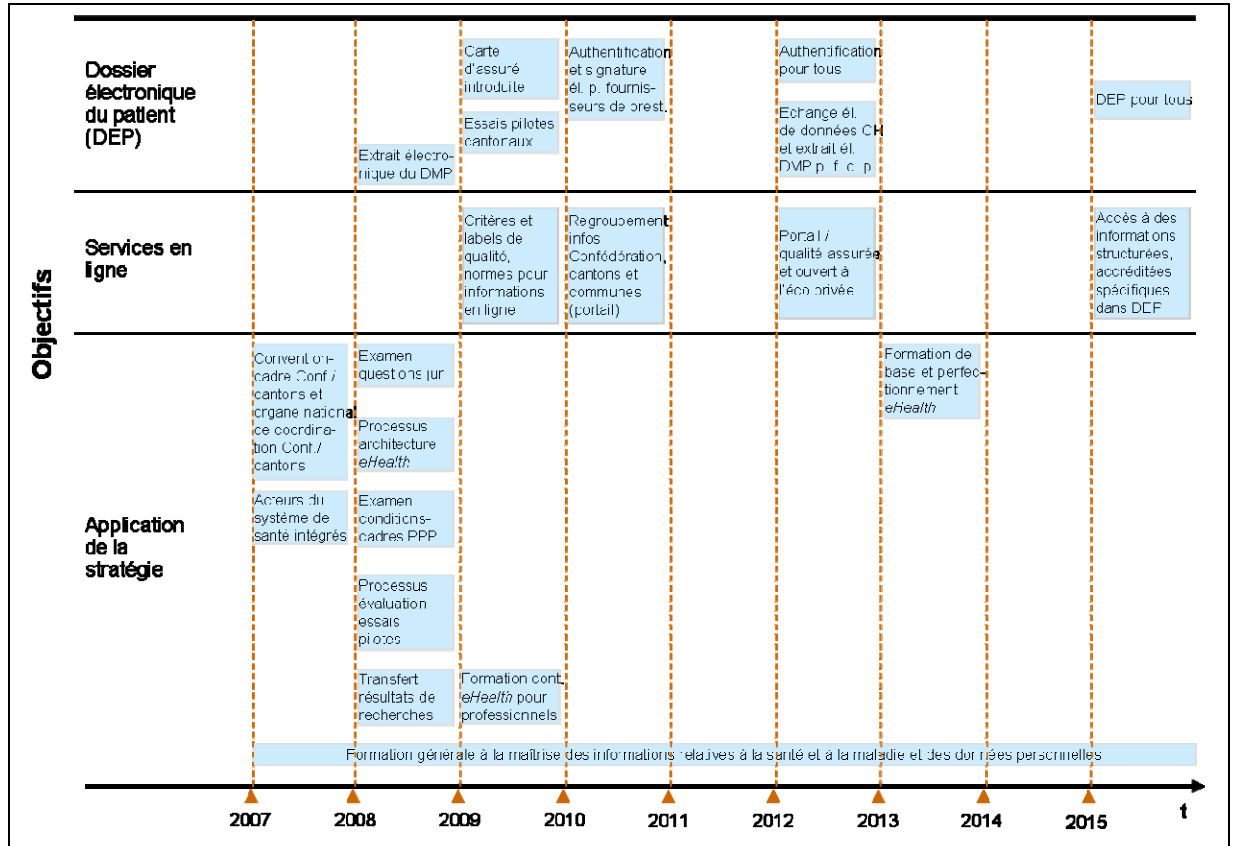 Objectifs
Dossier
électronique
du patient
(DEP)
Extrait électro-
nique du DMP
Carte
d'assuré
introduite
Essais pilotes
cantonaux
Authentification
et signature
él. p. fournis-
seurs de prest.
Authentification
pour tous
Echange él.
de données CH
et extrait él.
DMP p. f. d. p.
DEP pour tous
Services en
ligne
Critères et
labels de
qualité,
normes pour
informations
en ligne
Regroupement
infos
Confédération,
cantons et
communes
(portail)
Portail /
qualité assurée
et ouvert à
l'éco privée
Accès à des
informations
structurées,
accréditées
spécifiques
dans DEP
Application
de la
stratégie
Convention-
cadre Conf./
cantons et
organe national
de coordina-
tion Conf./
cantons
Acteurs du
système de
santé intégrés
Examen
questions jur
Processus
architecture
eHealth
Examen
conditions-
cadres PPP
Processus
évaluation
essais
pilotes
Transfert
résultats de
recherches
Formation cont.
eHealth pour
professionnels
Formation de
base et perfec-
tionnement
eHealth
Formation générale à la maîtrise des informations relatives à la santé et à la maladie et des données personnelles
t
2007 2008 2009 2010 2011 2012 2013 2014 2015